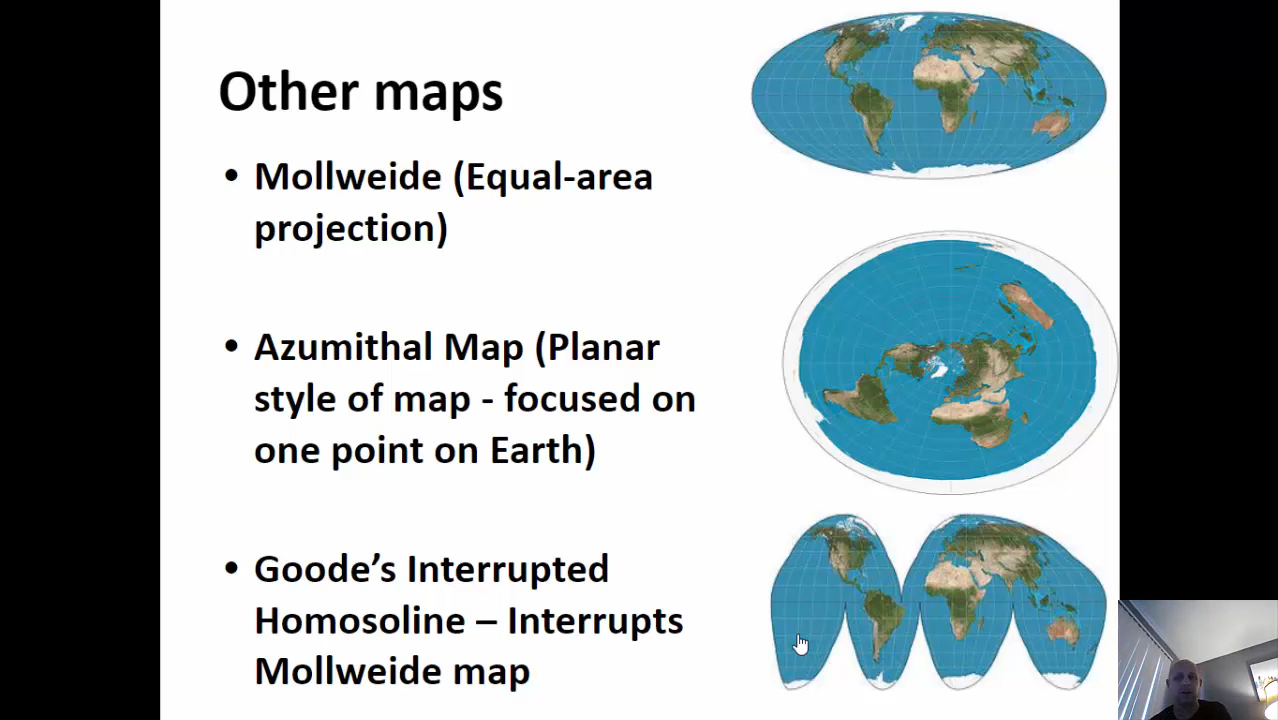 Other maps
• Mollweide (Equal-area
projection)
• Azumithal Map (Planar
style of map - focused on
one point on Earth)
• Goode’s Interrupted
Homosoline – Interrupts
Mollweide map